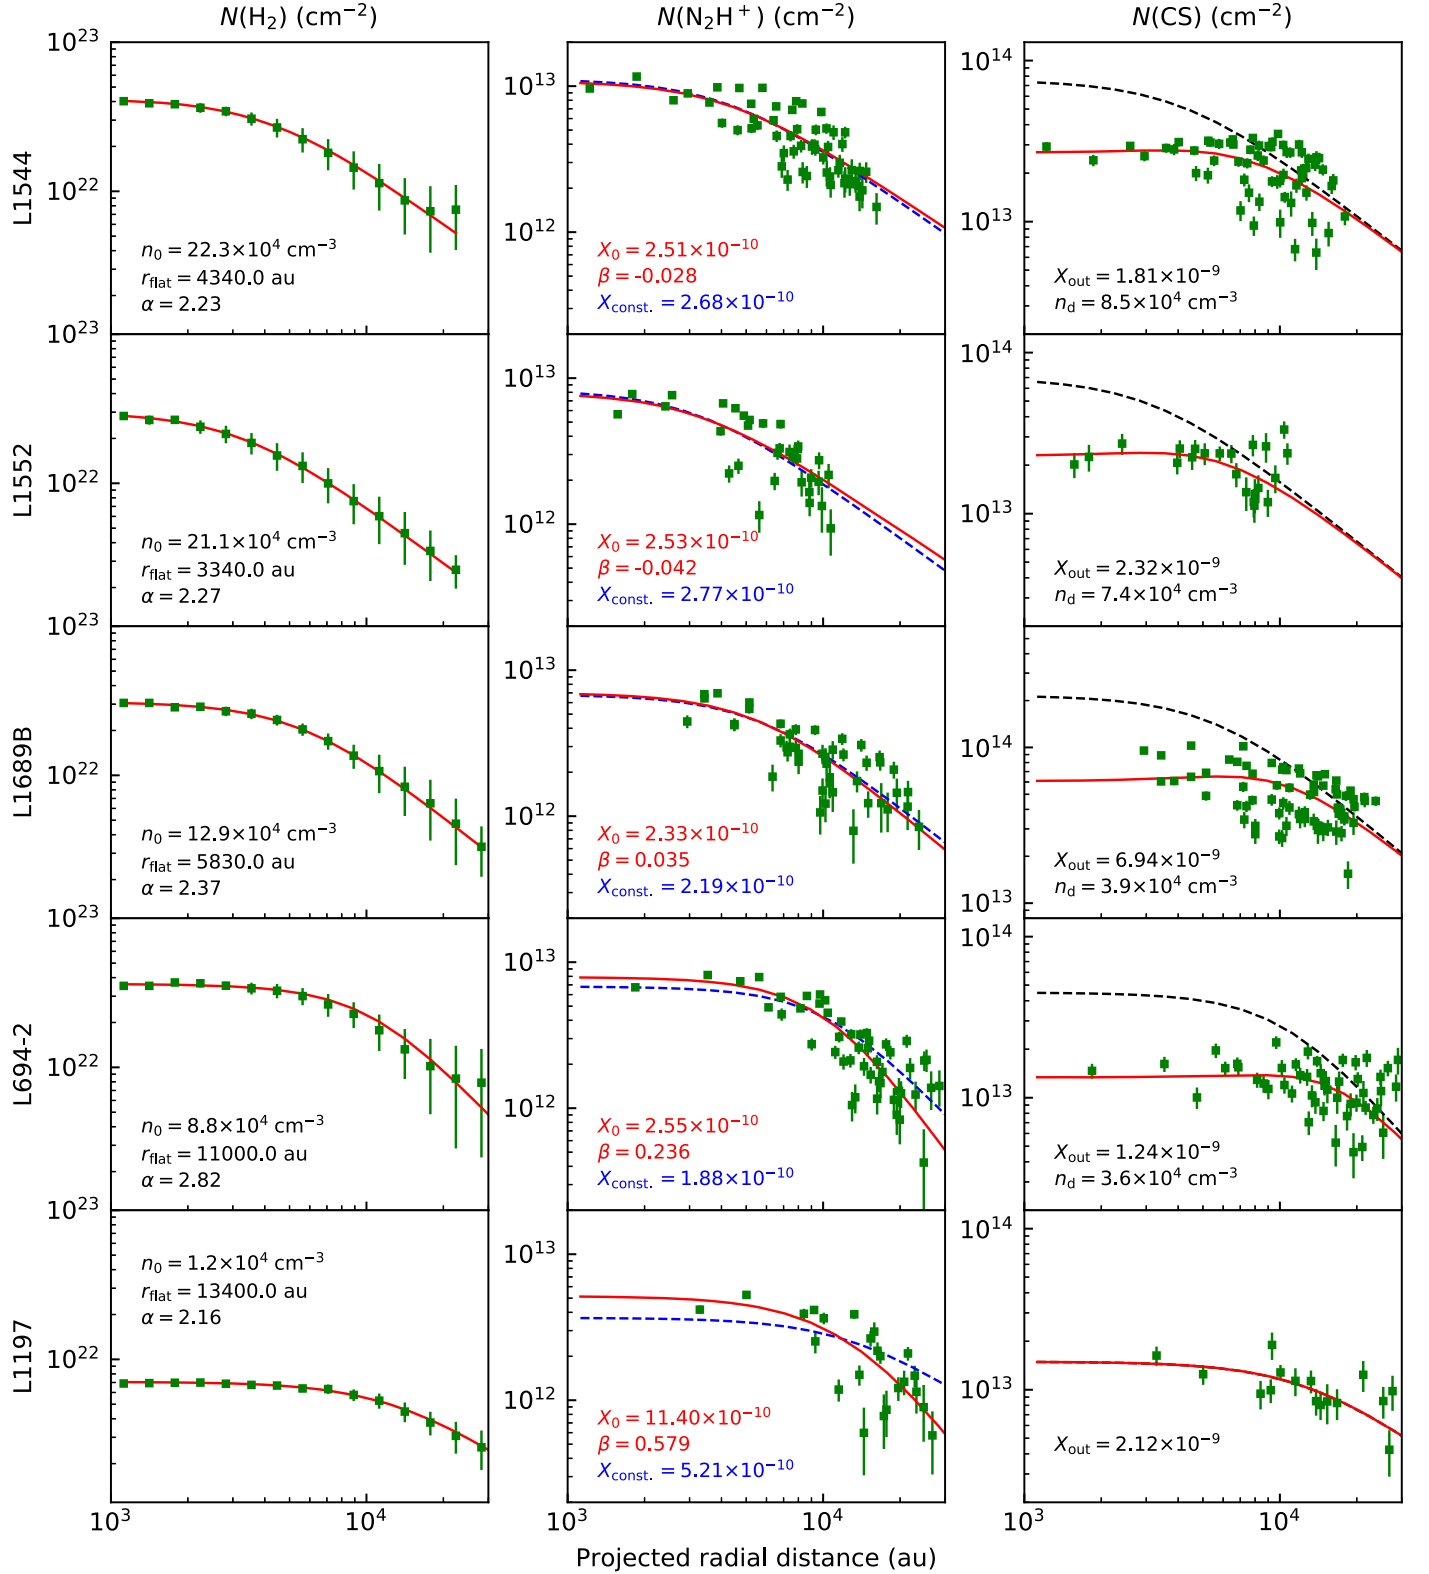 N(H₂) (cm⁻²) N(N₂H⁺) (cm⁻²) N(CS) (cm⁻²)
L1544
10²³
10²²
n₀ = 22.3×10⁴ cm⁻³
r_flat = 4340.0 au
α = 2.23
10¹³
10¹²
X₀ = 2.51×10⁻¹⁰
β = -0.028
X_const. = 2.68×10⁻¹⁰
10¹⁴
10¹³
X_out = 1.81×10⁻⁹
n_d = 8.5×10⁴ cm⁻³
L1552
10²³
10²²
n₀ = 21.1×10⁴ cm⁻³
r_flat = 3340.0 au
α = 2.27
10¹³
10¹²
X₀ = 2.53×10⁻¹⁰
β = -0.042
X_const. = 2.77×10⁻¹⁰
10¹⁴
10¹³
X_out = 2.32×10⁻⁹
n_d = 7.4×10⁴ cm⁻³
L1689B
10²³
10²²
n₀ = 12.9×10⁴ cm⁻³
r_flat = 5830.0 au
α = 2.37
10¹³
10¹²
X₀ = 2.33×10⁻¹⁰
β = 0.035
X_const. = 2.19×10⁻¹⁰
10¹⁴
10¹³
X_out = 6.94×10⁻⁹
n_d = 3.9×10⁴ cm⁻³
L694-2
10²³
10²²
n₀ = 8.8×10⁴ cm⁻³
r_flat = 11000.0 au
α = 2.82
10¹³
10¹²
X₀ = 2.55×10⁻¹⁰
β = 0.236
X_const. = 1.88×10⁻¹⁰
10¹⁴
10¹³
X_out = 1.24×10⁻⁹
n_d = 3.6×10⁴ cm⁻³
L1197
10²³
10²²
n₀ = 1.2×10⁴ cm⁻³
r_flat = 13400.0 au
α = 2.16
10¹³
10¹²
X₀ = 11.40×10⁻¹⁰
β = 0.579
X_const. = 5.21×10⁻¹⁰
10¹⁴
10¹³
X_out = 2.12×10⁻⁹
10³ 10⁴ 10³ 10⁴ 10³ 10⁴
Projected radial distance (au)